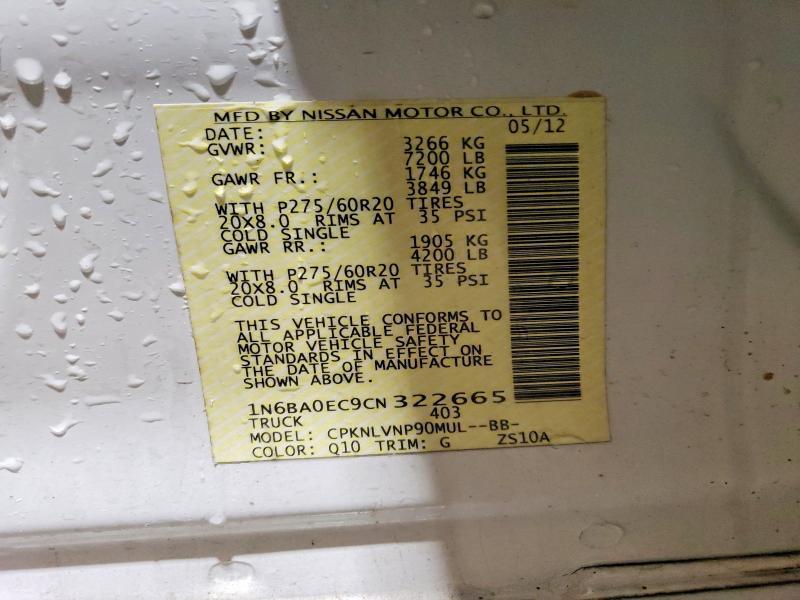 MFD BY NISSAN MOTOR CO., LTD.
DATE: 05/12
GVWR: 3266 KG
7200 LB
GAWR FR.: 1746 KG
3849 LB
WITH P275/60R20 TIRES
20X8.0 RIMS AT 35 PSI
COLD SINGLE
GAWR RR.: 1905 KG
4200 LB
WITH P275/60R20 TIRES
20X8.0 RIMS AT 35 PSI
COLD SINGLE
THIS VEHICLE CONFORMS TO
ALL APPLICABLE FEDERAL
MOTOR VEHICLE SAFETY
STANDARDS IN EFFECT ON
THE DATE OF MANUFACTURE
SHOWN ABOVE.
1N6BA0EC9CN322665
TRUCK 403
MODEL: CPKNLVNP90MUL--BB-
COLOR: Q10 TRIM: G ZS10A